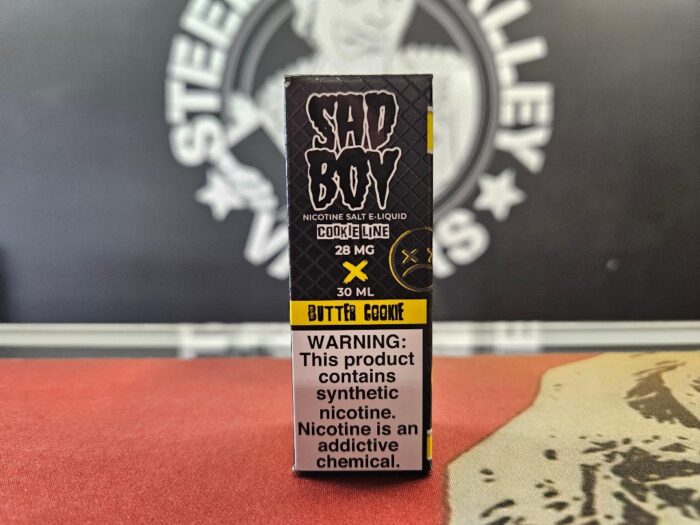 SAD
BOY
NICOTINE SALT E-LIQUID
COOKIE LINE
28 MG
X
30 ML
BUTTER COOKIE
WARNING:
This product
contains
synthetic
nicotine.
Nicotine is an
addictive
chemical.